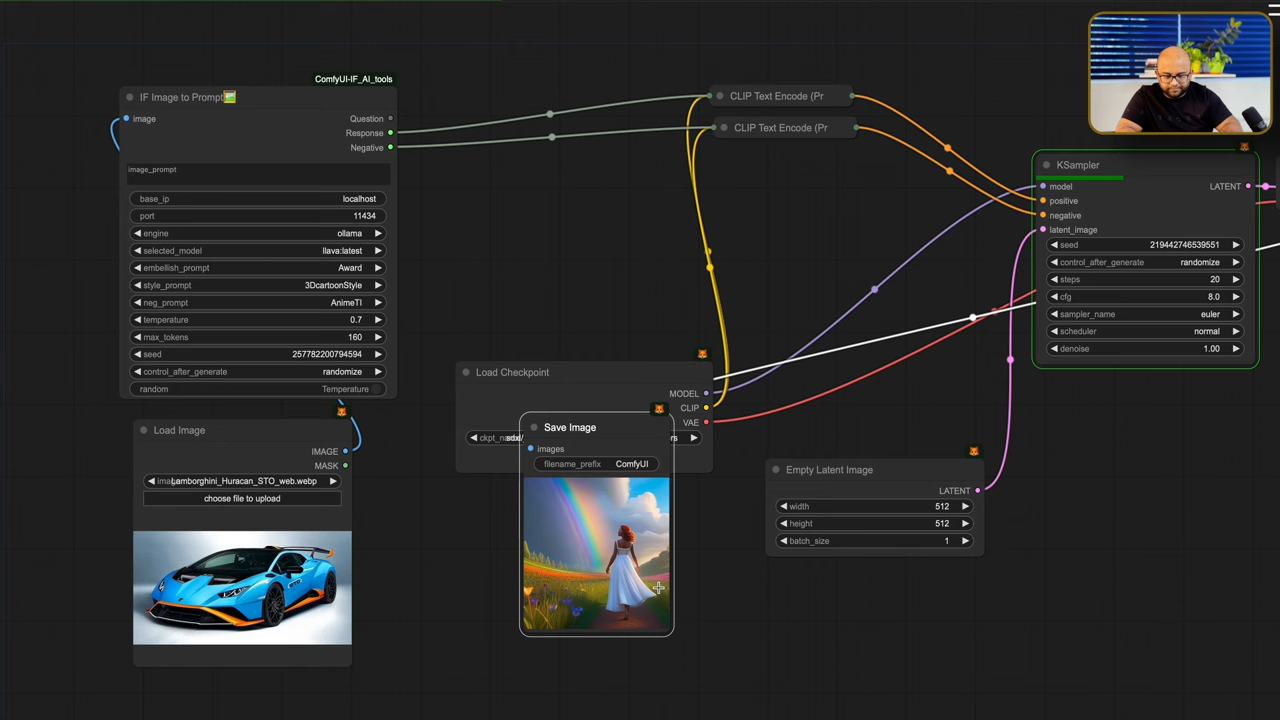 ComfyUI-IF_AI_tools
IF Image to Prompt
image
Question
Response
Negative
image_prompt
base_ip localhost
port 11434
engine ollama
selected_model llava:latest
embellish_prompt Award
style_prompt 3DcartoonStyle
neg_prompt AnimeTI
temperature 0.7
max_tokens 160
seed 257782200794594
control_after_generate randomize
random Temperature
Load Image
IMAGE
MASK
Lamborghini_Huracan_STO_web.webp
choose file to upload
CLIP Text Encode (Pr
CLIP Text Encode (Pr
Load Checkpoint
MODEL
CLIP
VAE
Save Image
images
filename_prefix ComfyUI
Empty Latent Image
LATENT
width 512
height 512
batch_size 1
KSampler
model LATENT
positive
negative
latent_image
seed 219442746539551
control_after_generate randomize
steps 20
cfg 8.0
sampler_name euler
scheduler normal
denoise 1.00